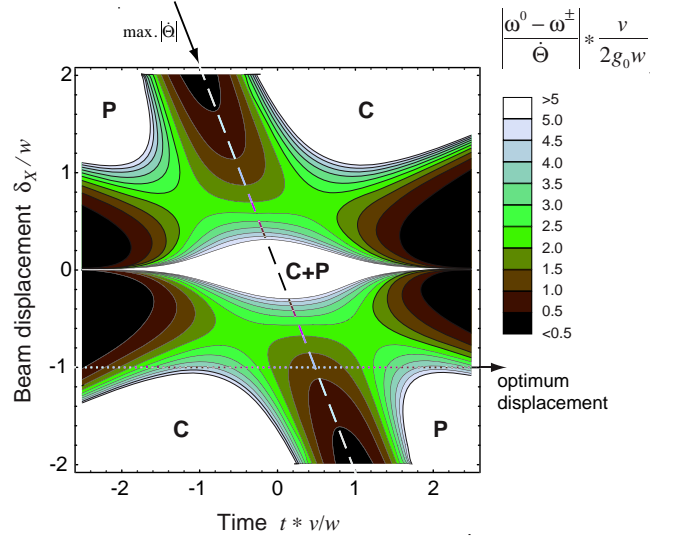 max. |Θ̇|
|ω⁰ − ω^± / Θ̇| * v / 2g₀w
P
C
C+P
C
P
2
1
0
-1
-2
-2
-1
0
1
2
Beam displacement δ_X /w
Time t * v/w
>5
5.0
4.5
4.0
3.5
3.0
2.5
2.0
1.5
1.0
0.5
<0.5
optimum
displacement